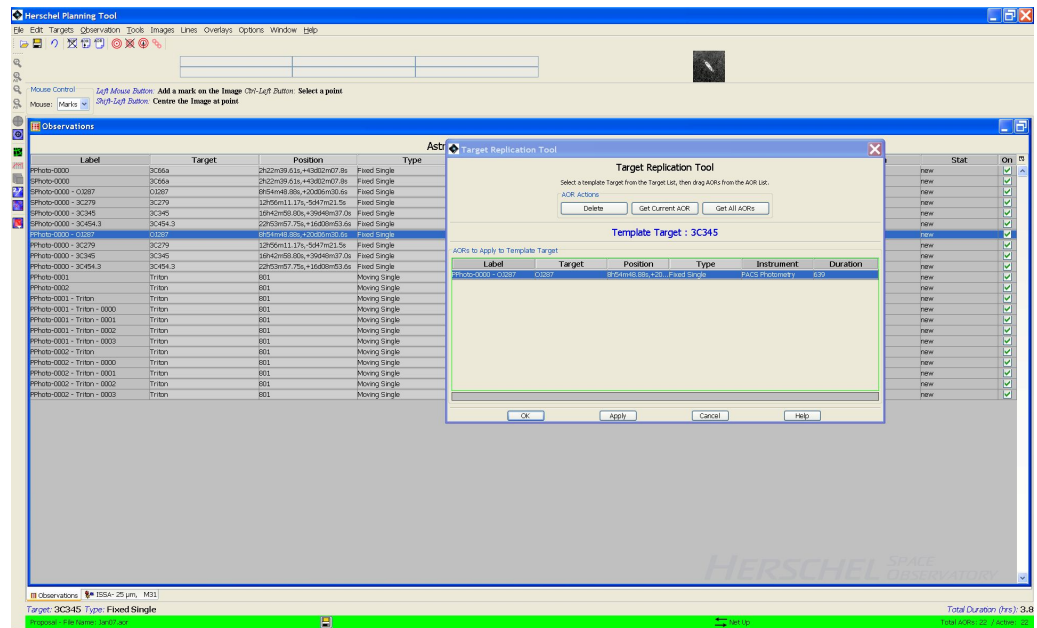 Herschel Planning Tool
File Edit Targets Observation Tools Images Lines Overlays Options Window Help
Mouse Control
Left Mouse Button: Add a mark on the Image Ctrl-Left Button: Select a point
Mouse: Marks Shift-Left Button: Centre the Image at point
Observations
Astr
Label Target Position Type Stat On
PPhoto-0000 3C66a 2h22m39.61s,+43d02m07.8s Fixed Single new
SPhoto-0000 3C66a 2h22m39.61s,+43d02m07.8s Fixed Single new
SPhoto-0000 - OJ287 OJ287 8h54m48.88s,+20d06m30.6s Fixed Single new
SPhoto-0000 - 3C279 3C279 12h56m11.17s,-5d47m21.5s Fixed Single new
SPhoto-0000 - 3C345 3C345 16h42m58.80s,+39d48m37.0s Fixed Single new
SPhoto-0000 - 3C454.3 3C454.3 22h53m57.75s,+16d08m53.6s Fixed Single new
PPhoto-0000 - OJ287 OJ287 8h54m48.88s,+20d06m30.6s Fixed Single new
PPhoto-0000 - 3C279 3C279 12h56m11.17s,-5d47m21.5s Fixed Single new
PPhoto-0000 - 3C345 3C345 16h42m58.80s,+39d48m37.0s Fixed Single new
PPhoto-0000 - 3C454.3 3C454.3 22h53m57.75s,+16d08m53.6s Fixed Single new
PPhoto-0001 801 801 Moving Single new
PPhoto-0002 801 801 Moving Single new
PPhoto-0001 - Triton Triton 801 Moving Single new
PPhoto-0001 - Triton - 0000 Triton 801 Moving Single new
PPhoto-0001 - Triton - 0001 Triton 801 Moving Single new
PPhoto-0001 - Triton - 0002 Triton 801 Moving Single new
PPhoto-0001 - Triton - 0003 Triton 801 Moving Single new
PPhoto-0002 - Triton Triton 801 Moving Single new
PPhoto-0002 - Triton - 0000 Triton 801 Moving Single new
PPhoto-0002 - Triton - 0001 Triton 801 Moving Single new
PPhoto-0002 - Triton - 0002 Triton 801 Moving Single new
PPhoto-0002 - Triton - 0003 Triton 801 Moving Single new
Target Replication Tool
Target Replication Tool
Select a template Target from the Target List, then drag AORs from the AOR List.
AOR Actions
Delete Get Current AOR Get All AORs
Template Target : 3C345
AORs to Apply to Template Target
Label Target Position Type Instrument Duration
PPhoto-0000 - OJ287 OJ287 8h54m48.88s,+20... Fixed Single PACS Photometry 639
OK Apply Cancel Help
HERSCHEL SPACE OBSERVATORY
Observations ISSA- 25 μm, M31
Target: 3C345 Type: Fixed Single Total Duration (hrs): 3.8
Proposal - File Name: Jan07.aor Net Up Total AORs: 22 / Active: 22